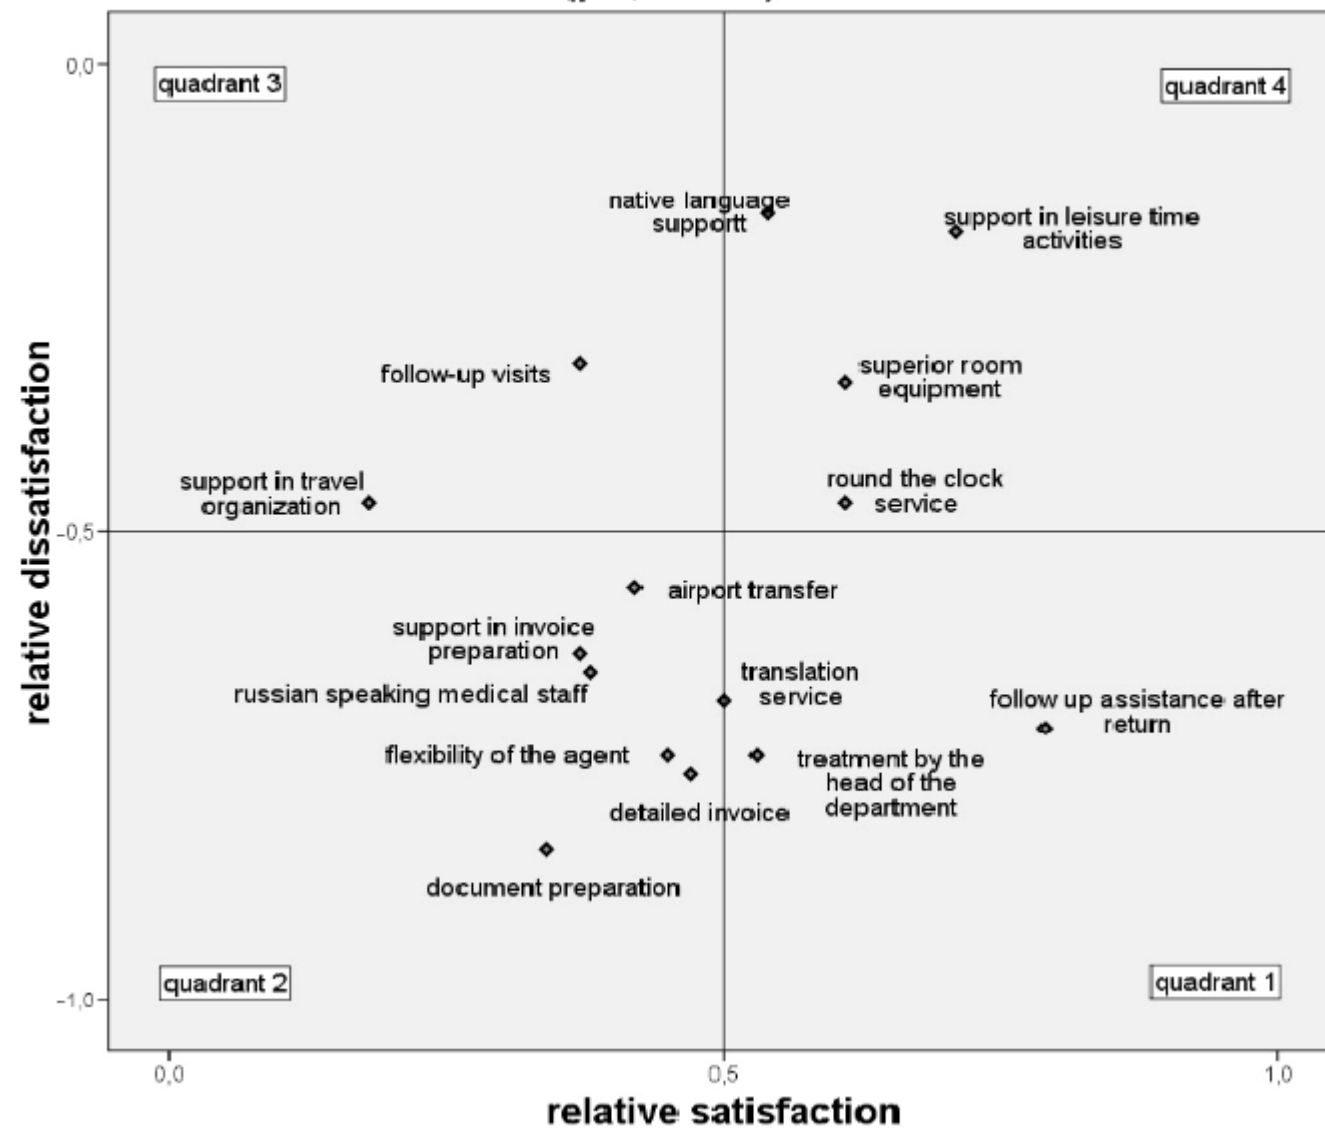 0,0
quadrant 3
quadrant 4
native language
supportt
support in leisure time
activities
follow-up visits
superior room
equipment
support in travel
organization
round the clock
service
-0,5
relative dissatisfaction
airport transfer
support in invoice
preparation
russian speaking medical staff
translation
service
follow up assistance after
return
flexibility of the agent
treatment by the
head of the
department
detailed invoice
document preparation
quadrant 2
quadrant 1
-1,0
0,0
0,5
1,0
relative satisfaction